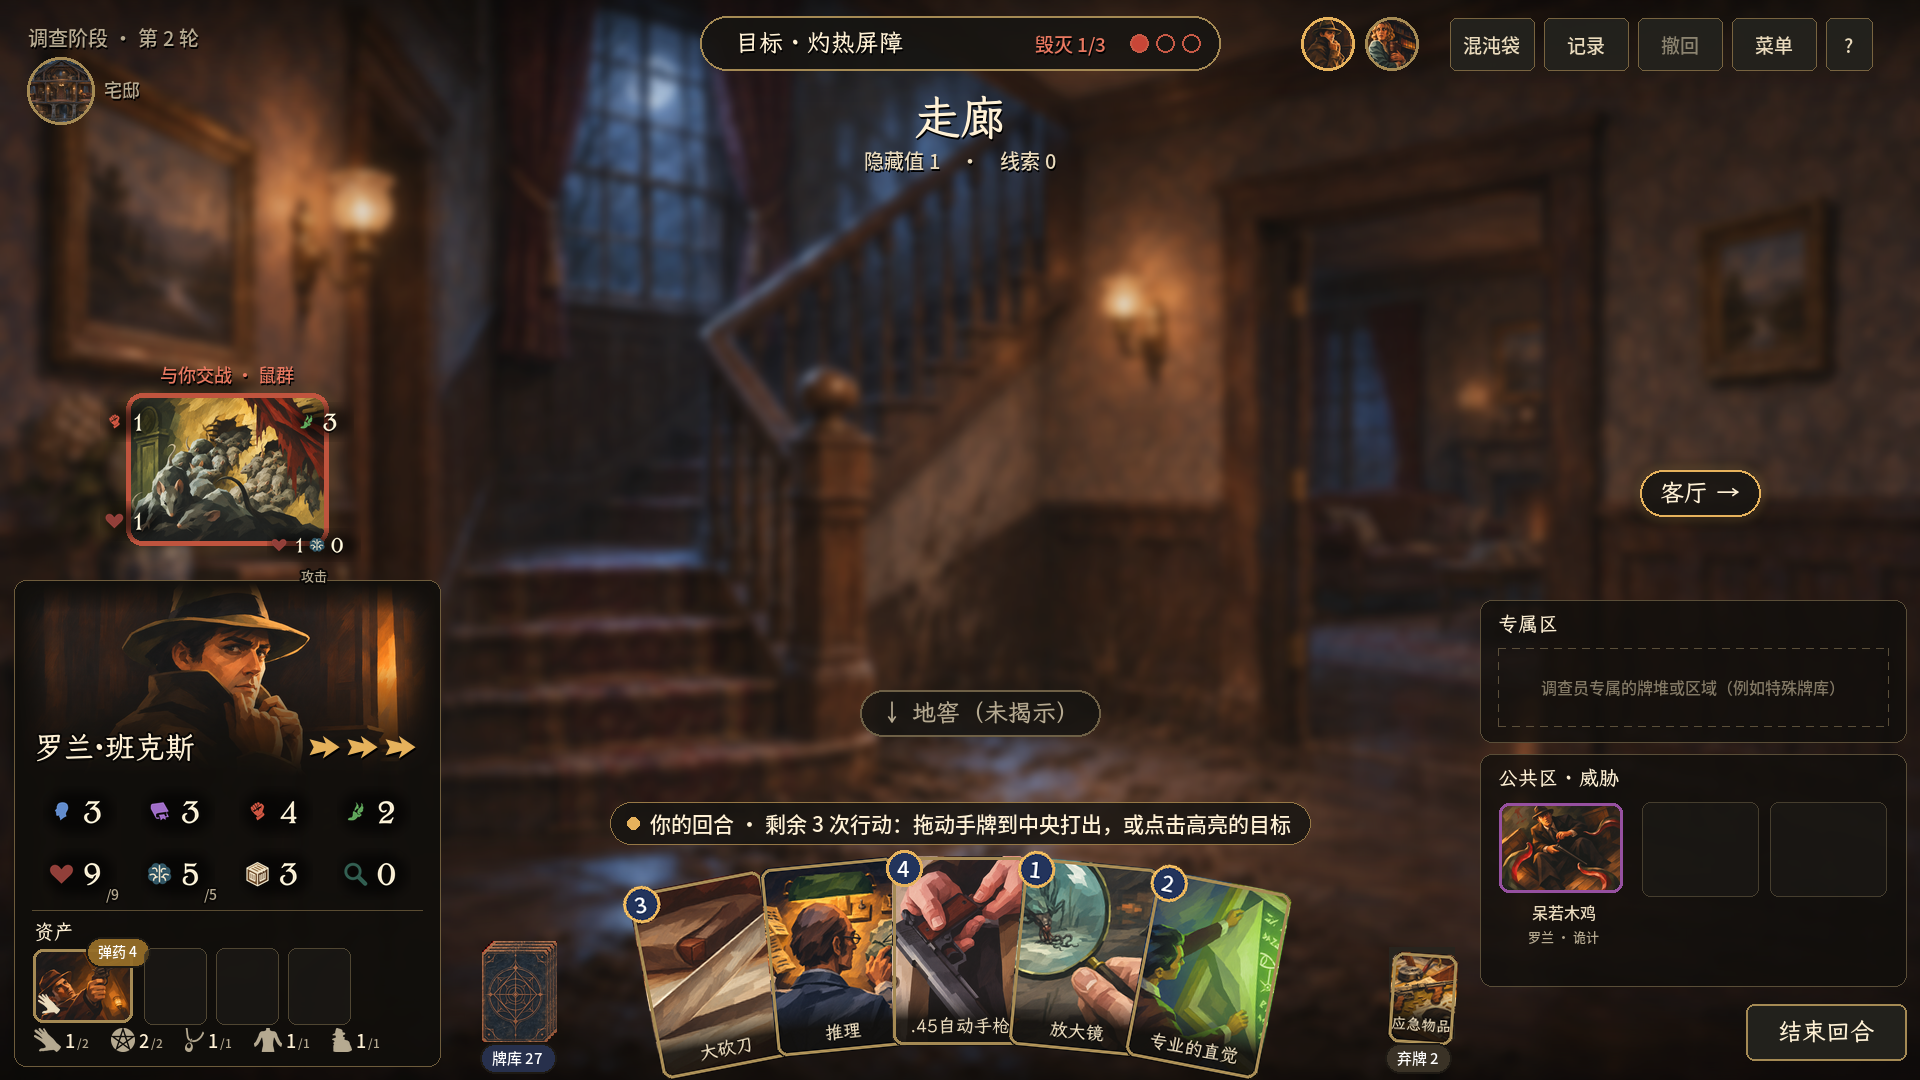 调查阶段 · 第 2 轮
宅邸
目标·灼热屏障
毁灭 1/3
混沌袋
记录
撤回
菜单
?
走廊
隐藏值 1 · 线索 0
与你交战 · 鼠群
1
3
1
1
0
攻击
客厅 →
↓ 地窖（未揭示）
罗兰·班克斯
3
3
4
2
9
/9
5
/5
3
0
资产
弹药 4
1/2
2/2
1/1
1/1
1/1
牌库 27
你的回合 · 剩余 3 次行动：拖动手牌到中央打出，或点击高亮的目标
3
大砍刀
推理
4
.45自动手枪
1
放大镜
2
专业的直觉
应急物品
弃牌 2
专属区
调查员专属的牌堆或区域（例如特殊牌库）
公共区·威胁
呆若木鸡
罗兰 · 诡计
结束回合